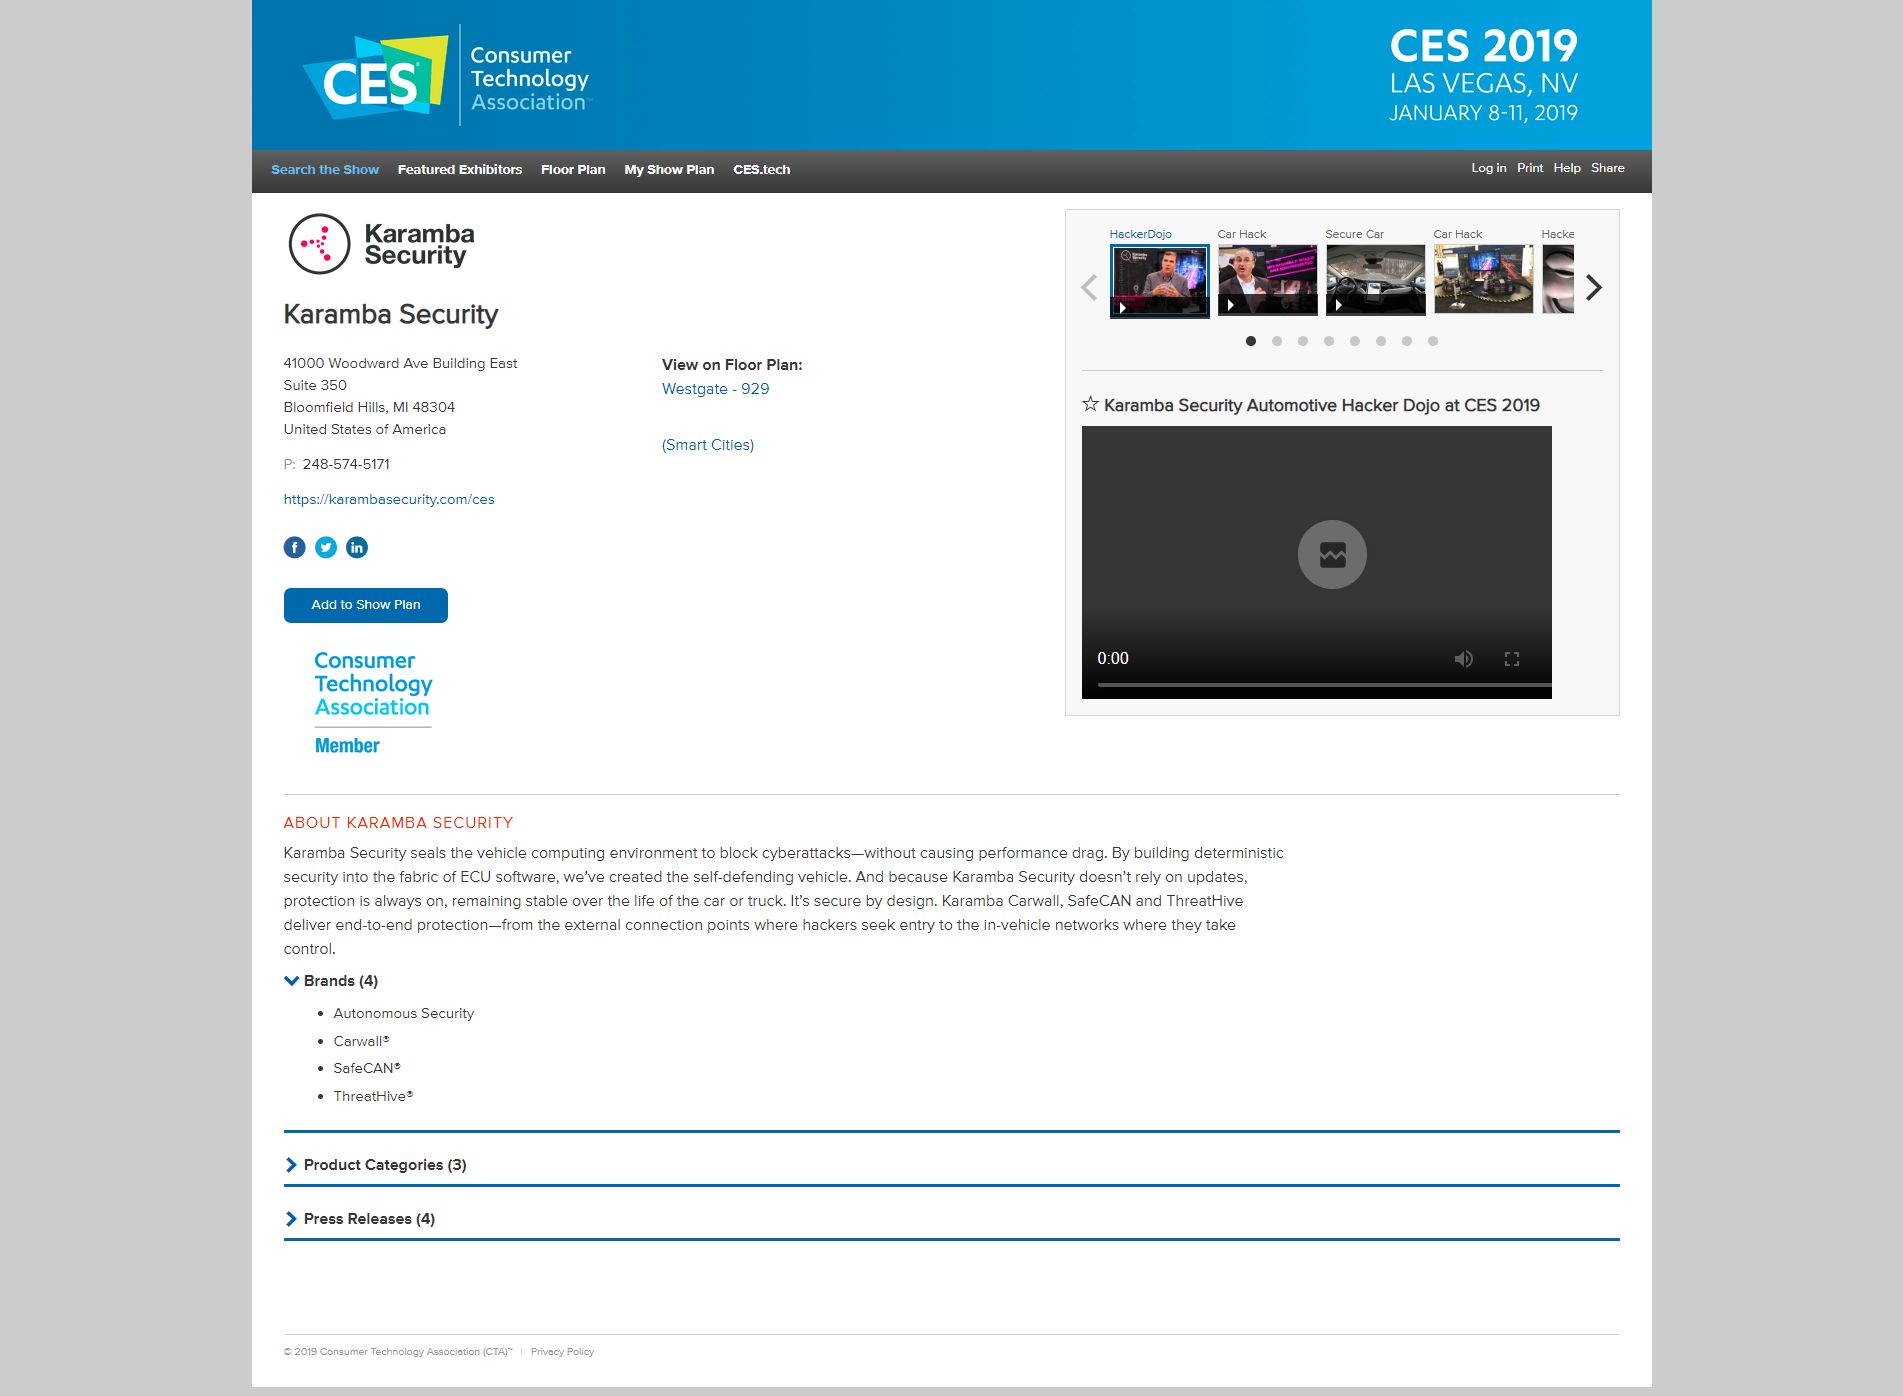 CES
Consumer
Technology
Association™
CES 2019
LAS VEGAS, NV
JANUARY 8-11, 2019
Search the Show Featured Exhibitors Floor Plan My Show Plan CES.tech
Log in Print Help Share
Karamba
Security
Karamba Security
41000 Woodward Ave Building East
Suite 350
Bloomfield Hills, MI 48304
United States of America
P: 248-574-5171
https://karambasecurity.com/ces
Add to Show Plan
Consumer
Technology
Association
Member
View on Floor Plan:
Westgate - 929
(Smart Cities)
HackerDojo Car Hack Secure Car Car Hack Hacke
Karamba
Security
☆ Karamba Security Automotive Hacker Dojo at CES 2019
0:00
ABOUT KARAMBA SECURITY
Karamba Security seals the vehicle computing environment to block cyberattacks—without causing performance drag. By building deterministic
security into the fabric of ECU software, we’ve created the self-defending vehicle. And because Karamba Security doesn’t rely on updates,
protection is always on, remaining stable over the life of the car or truck. It’s secure by design. Karamba Carwall, SafeCAN and ThreatHive
deliver end-to-end protection—from the external connection points where hackers seek entry to the in-vehicle networks where they take
control.
Brands (4)
• Autonomous Security
• Carwall®
• SafeCAN®
• ThreatHive®
Product Categories (3)
Press Releases (4)
© 2019 Consumer Technology Association (CTA)™ | Privacy Policy